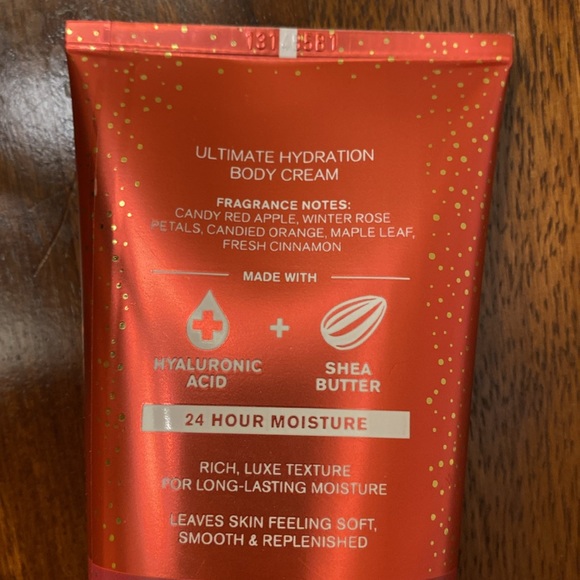 ULTIMATE HYDRATION
BODY CREAM
FRAGRANCE NOTES:
CANDY RED APPLE, WINTER ROSE
PETALS, CANDIED ORANGE, MAPLE LEAF,
FRESH CINNAMON
MADE WITH
+
HYALURONIC
ACID
SHEA
BUTTER
24 HOUR MOISTURE
RICH, LUXE TEXTURE
FOR LONG-LASTING MOISTURE
LEAVES SKIN FEELING SOFT,
SMOOTH & REPLENISHED